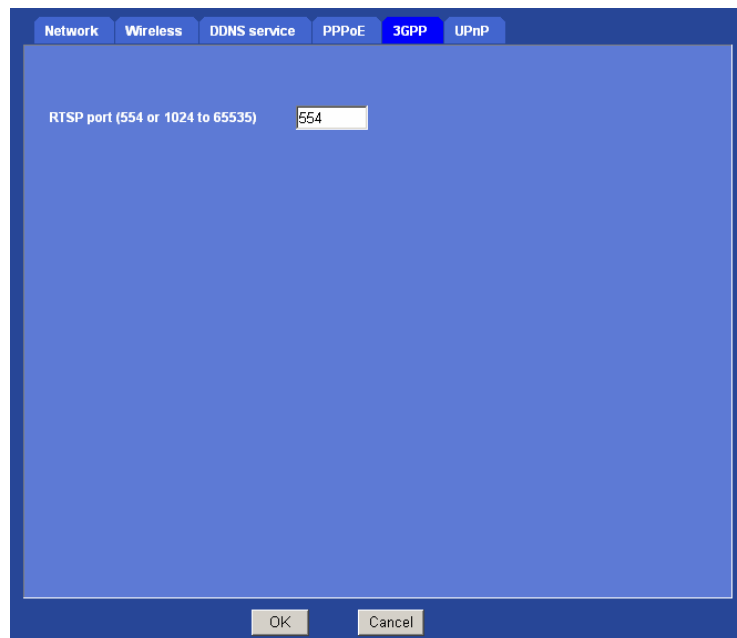 Network Wireless DDNS service PPPoE 3GPP UPnP
RTSP port (554 or 1024 to 65535) 554
OK Cancel